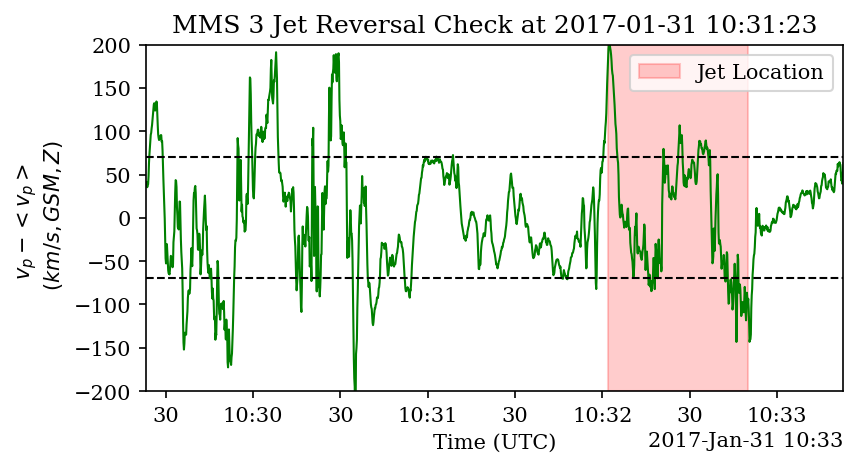 MMS 3 Jet Reversal Check at 2017-01-31 10:31:23
v_p − < v_p >
(km/s, GSM, Z)
200
150
100
50
0
−50
−100
−150
−200
Jet Location
30 10:30 30 10:31 30 10:32 30 10:33
Time (UTC)
2017-Jan-31 10:33